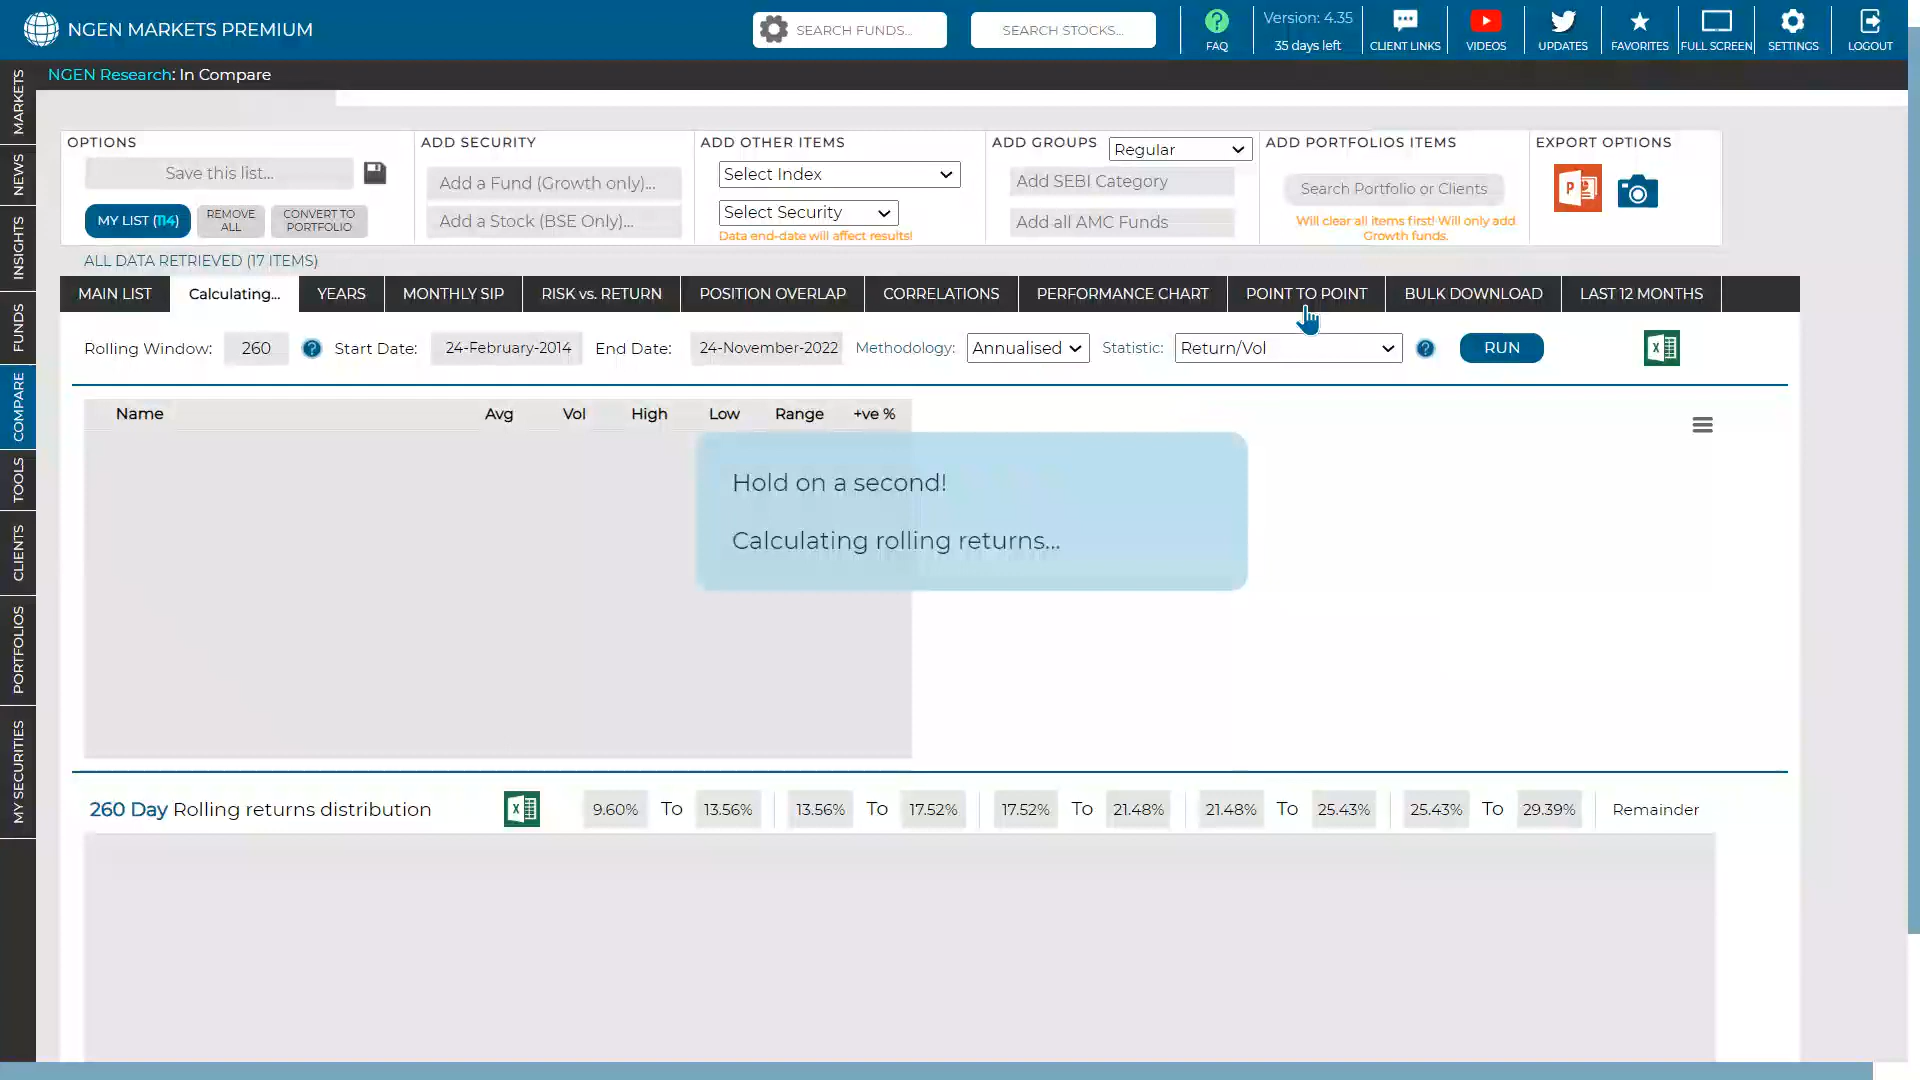 NGEN MARKETS PREMIUM
SEARCH FUNDS...
SEARCH STOCKS...
FAQ
Version: 4.35
35 days left
CLIENT LINKS
VIDEOS
UPDATES
FAVORITES
FULL SCREEN
SETTINGS
LOGOUT
NGEN Research: In Compare
MARKETS
NEWS
INSIGHTS
FUNDS
COMPARE
TOOLS
CLIENTS
PORTFOLIOS
MY SECURITIES
OPTIONS
Save this list...
MY LIST (114)
REMOVE
ALL
CONVERT TO
PORTFOLIO
ADD SECURITY
Add a Fund (Growth only)...
Add a Stock (BSE Only)...
ADD OTHER ITEMS
Select Index
Select Security
Data end-date will affect results!
ADD GROUPS
Regular
Add SEBI Category
Add all AMC Funds
ADD PORTFOLIOS ITEMS
Search Portfolio or Clients
Will clear all items first! Will only add
Growth funds.
EXPORT OPTIONS
ALL DATA RETRIEVED (17 ITEMS)
MAIN LIST
Calculating...
YEARS
MONTHLY SIP
RISK vs. RETURN
POSITION OVERLAP
CORRELATIONS
PERFORMANCE CHART
POINT TO POINT
BULK DOWNLOAD
LAST 12 MONTHS
Rolling Window: 260 Start Date: 24-February-2014 End Date: 24-November-2022 Methodology: Annualised Statistic: Return/Vol RUN
Name Avg Vol High Low Range +ve %
Hold on a second!
Calculating rolling returns...
260 Day Rolling returns distribution 9.60% To 13.56% 13.56% To 17.52% 17.52% To 21.48% 21.48% To 25.43% 25.43% To 29.39% Remainder